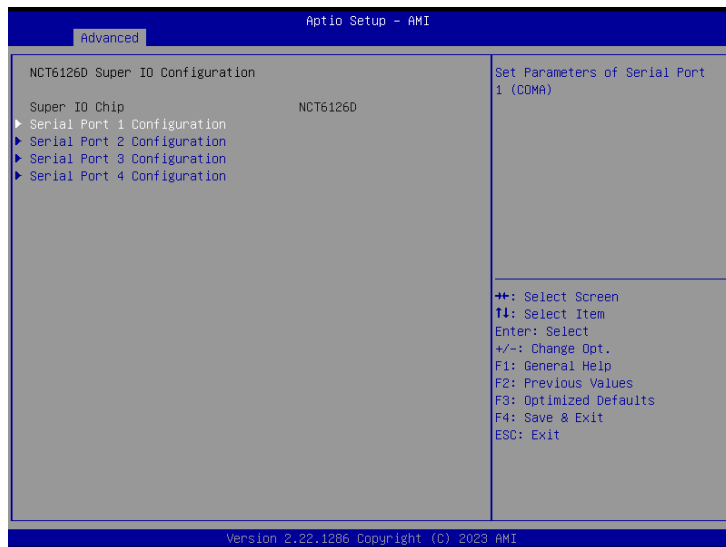 Aptio Setup – AMI
Advanced
NCT6126D Super IO Configuration
Super IO Chip NCT6126D
▶ Serial Port 1 Configuration
▶ Serial Port 2 Configuration
▶ Serial Port 3 Configuration
▶ Serial Port 4 Configuration
Set Parameters of Serial Port
1 (COMA)
→←: Select Screen
↑↓: Select Item
Enter: Select
+/-: Change Opt.
F1: General Help
F2: Previous Values
F3: Optimized Defaults
F4: Save & Exit
ESC: Exit
Version 2.22.1286 Copyright (C) 2023 AMI